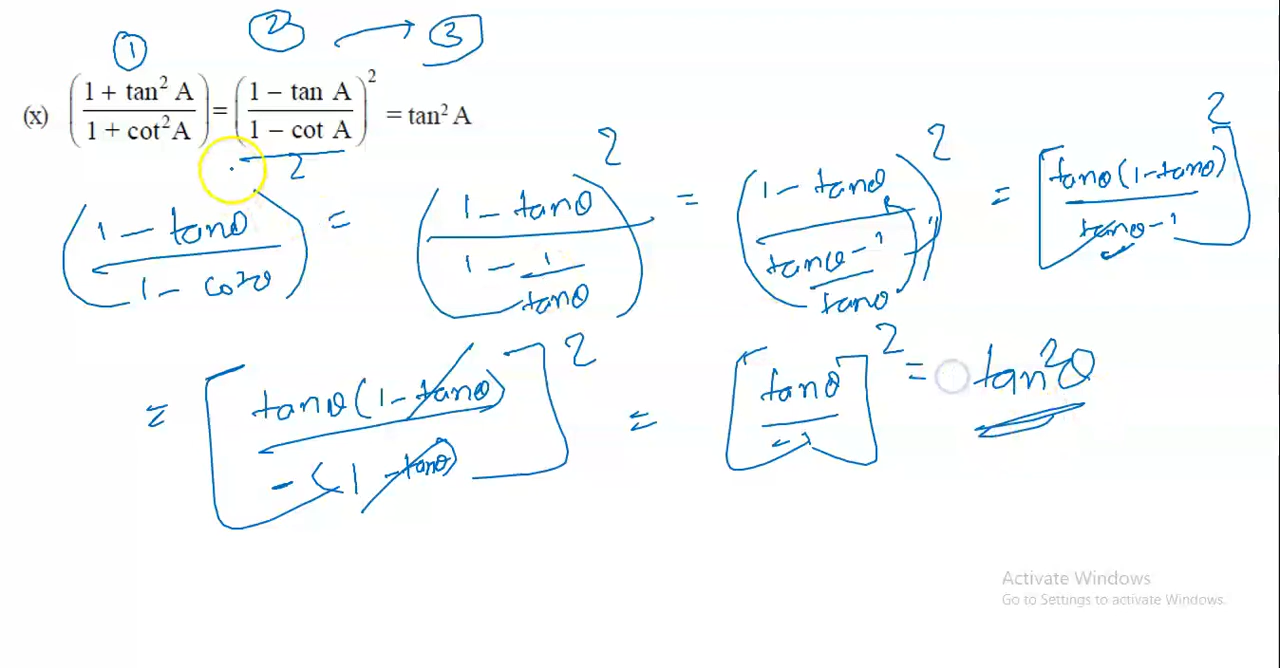 ① ② → ③
(x) ((1 + tan² A)/(1 + cot²A)) = ((1 − tan A)/(1 − cot A))² = tan² A
((1 − tanθ)/(1 − cotθ))² = ((1 − tanθ)/(1 − 1/tanθ))² = ((1 − tanθ)/((tanθ − 1)/tanθ))² = [tanθ(1 − tanθ)/(tanθ − 1)]²
= [tanθ(1 − tanθ)/−(1 − tanθ)]² = [tanθ/−1]² = tan²θ
Activate Windows
Go to Settings to activate Windows.